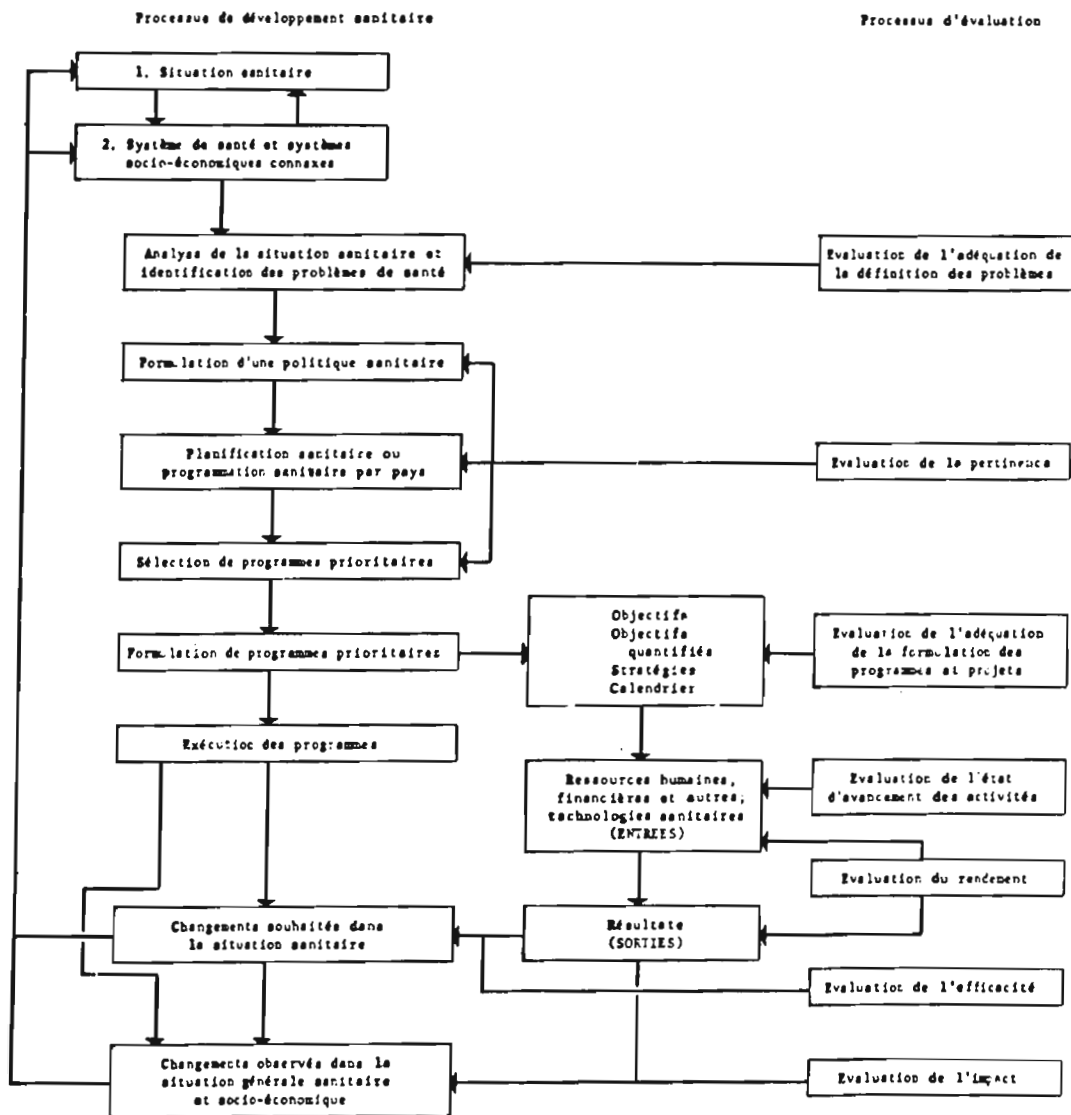 Processus de développement sanitaire
Processus d'évaluation
1. Situation sanitaire
2. Système de santé et systèmes
socio-économiques connexes
Analyse de la situation sanitaire et
identification des problèmes de santé
Evaluation de l'adéquation de
la définition des problèmes
Formulation d'une politique sanitaire
Planification sanitaire ou
programmation sanitaire par pays
Evaluation de la pertinence
Sélection de programmes prioritaires
Formulation de programmes prioritaires
Objectifs
Objectifs
quantifiés
Stratégies
Calendrier
Evaluation de l'adéquation
de la formulation des
programmes et projets
Exécution des programmes
Ressources humaines,
financières et autres;
technologies sanitaires
(ENTREES)
Evaluation de l'état
d'avancement des activités
Evaluation du rendement
Changements souhaités dans
la situation sanitaire
Résultats
(SORTIES)
Evaluation de l'efficacité
Changements observés dans la
situation générale sanitaire
et socio-économique
Evaluation de l'impact